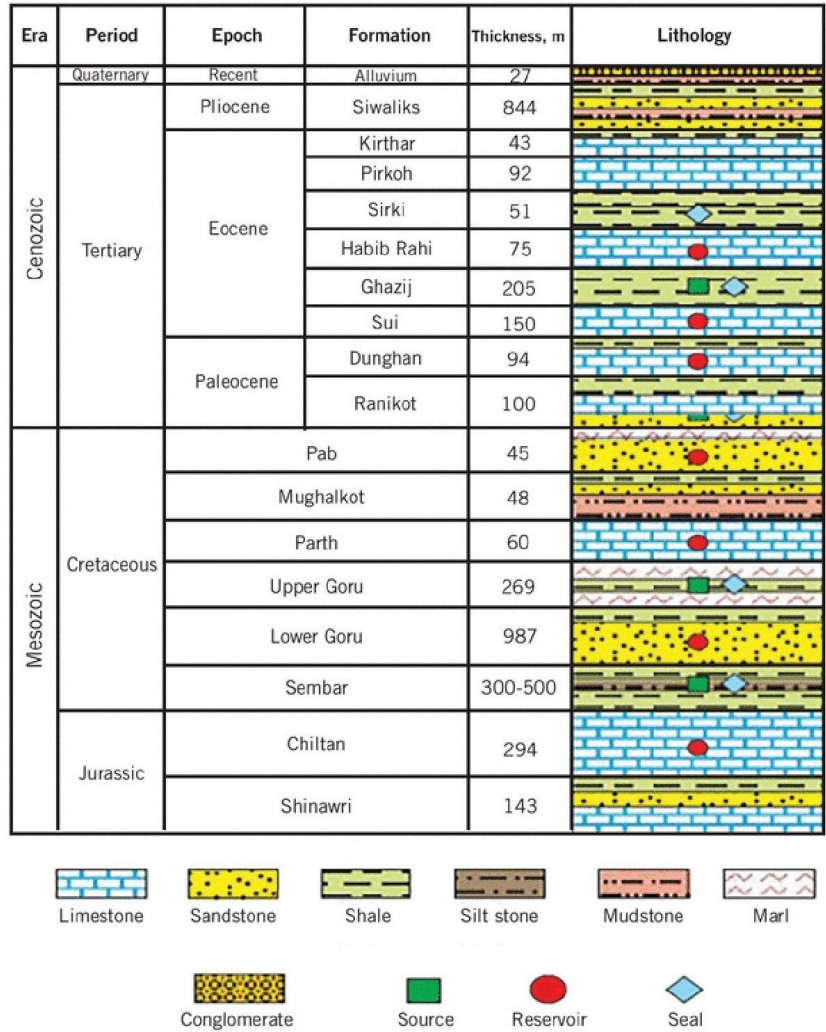 Era Period Epoch Formation Thickness, m Lithology
Quaternary Recent Alluvium 27
Pliocene Siwaliks 844
Kirthar 43
Pirkoh 92
Sirki 51
Cenozoic Tertiary Eocene Habib Rahi 75
Ghazij 205
Sui 150
Dunghan 94
Paleocene
Ranikot 100
Pab 45
Mughalkot 48
Parth 60
Cretaceous
Upper Goru 269
Mesozoic Lower Goru 987
Sembar 300-500
Chiltan 294
Jurassic
Shinawri 143
Limestone Sandstone Shale Silt stone Mudstone Marl
Conglomerate Source Reservoir Seal